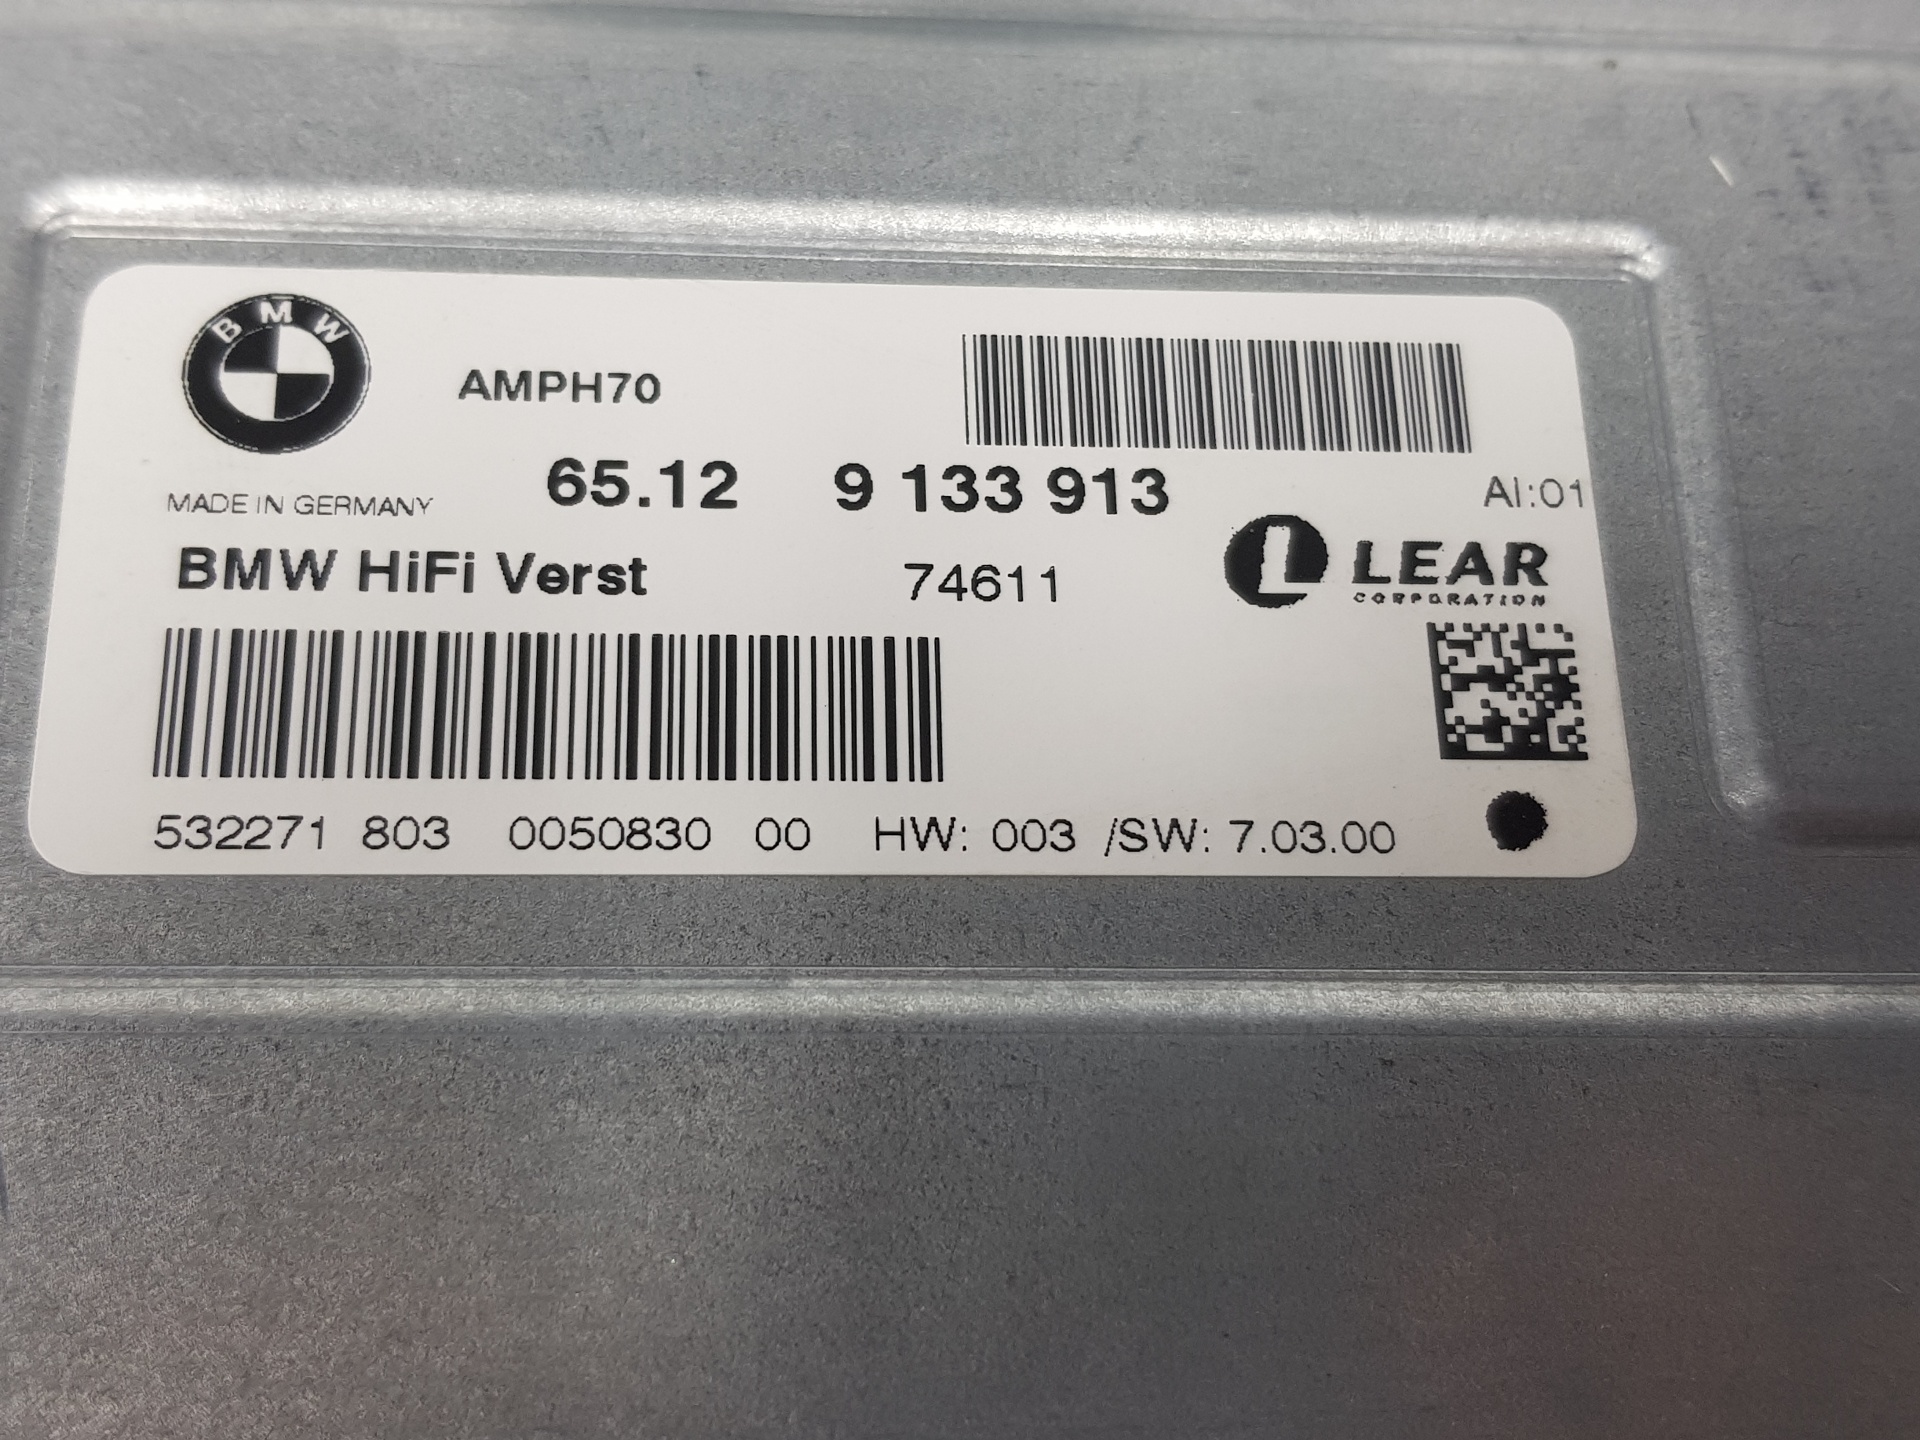 BMW
AMPH70
MADE IN GERMANY
65.12 9 133 913
AI:01
BMW HiFi Verst 74611
L LEAR
CORPORATION
532271 803 0050830 00 HW: 003 /SW: 7.03.00